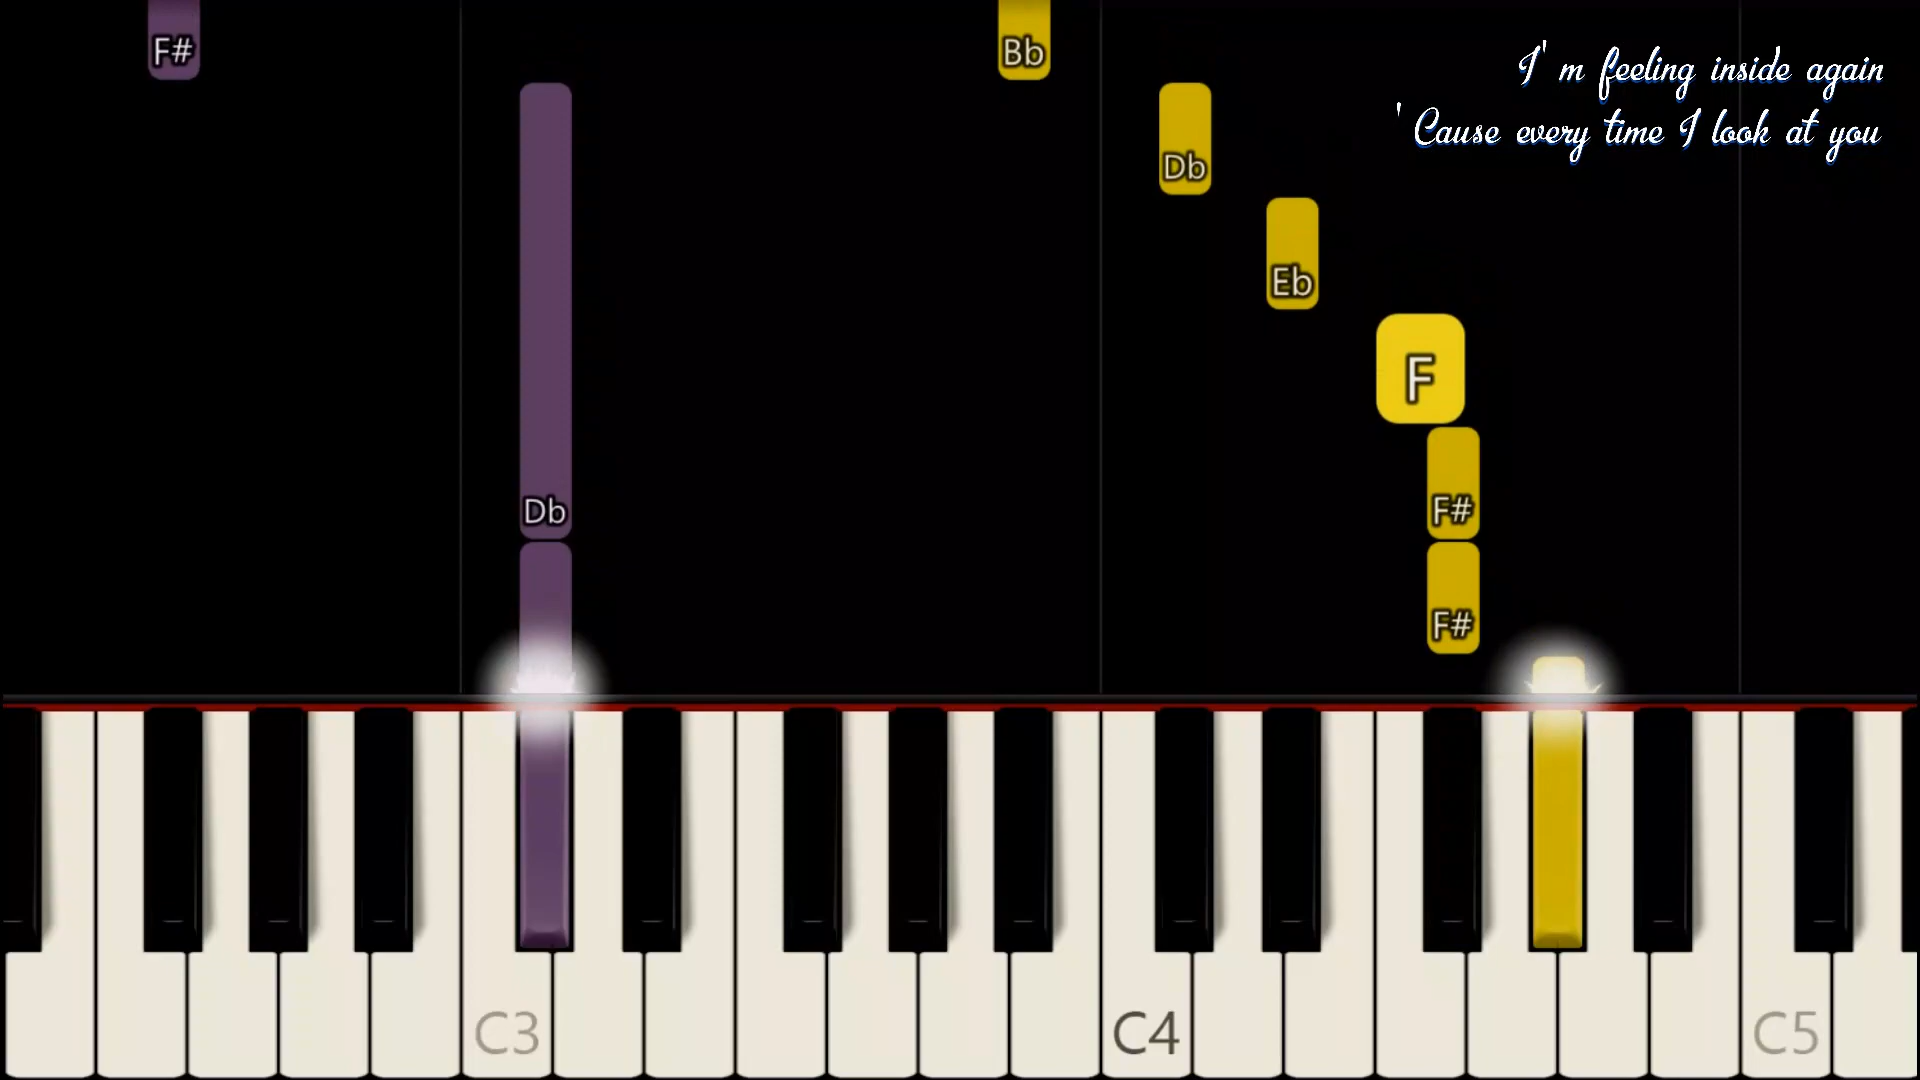 F#
Bb
I'm feeling inside again
'Cause every time I look at you
Db
Eb
F
Db
F#
F#
C3
C4
C5